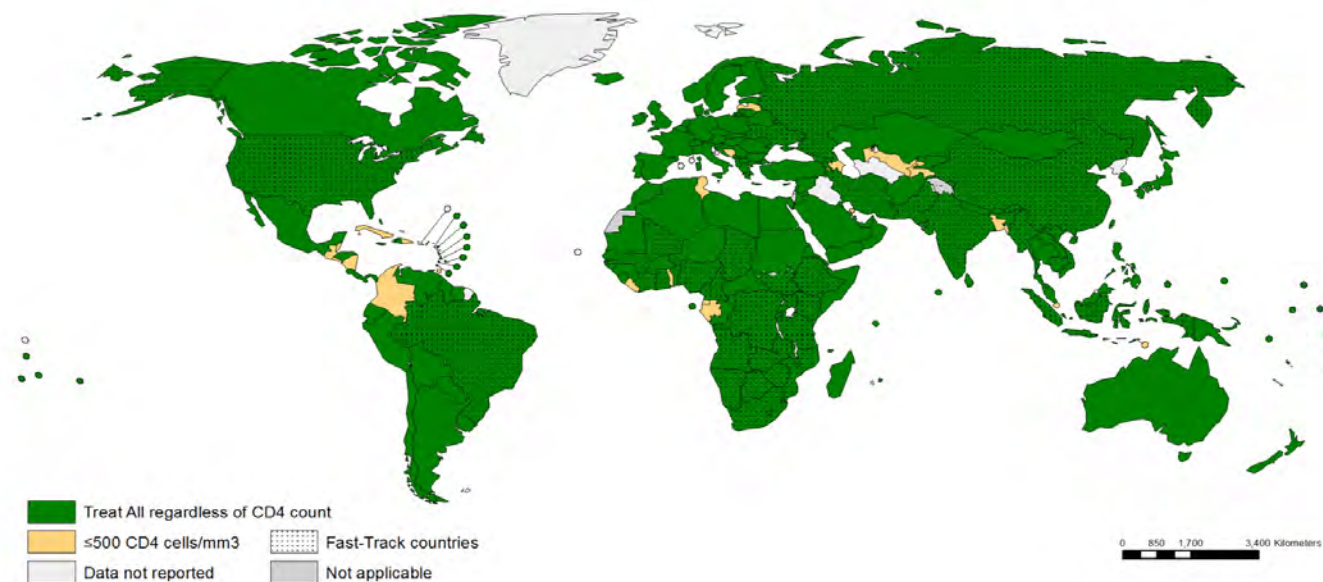 Treat All regardless of CD4 count
≤500 CD4 cells/mm3
Fast-Track countries
Data not reported
Not applicable
0 850 1,700 3,400 Kilometers